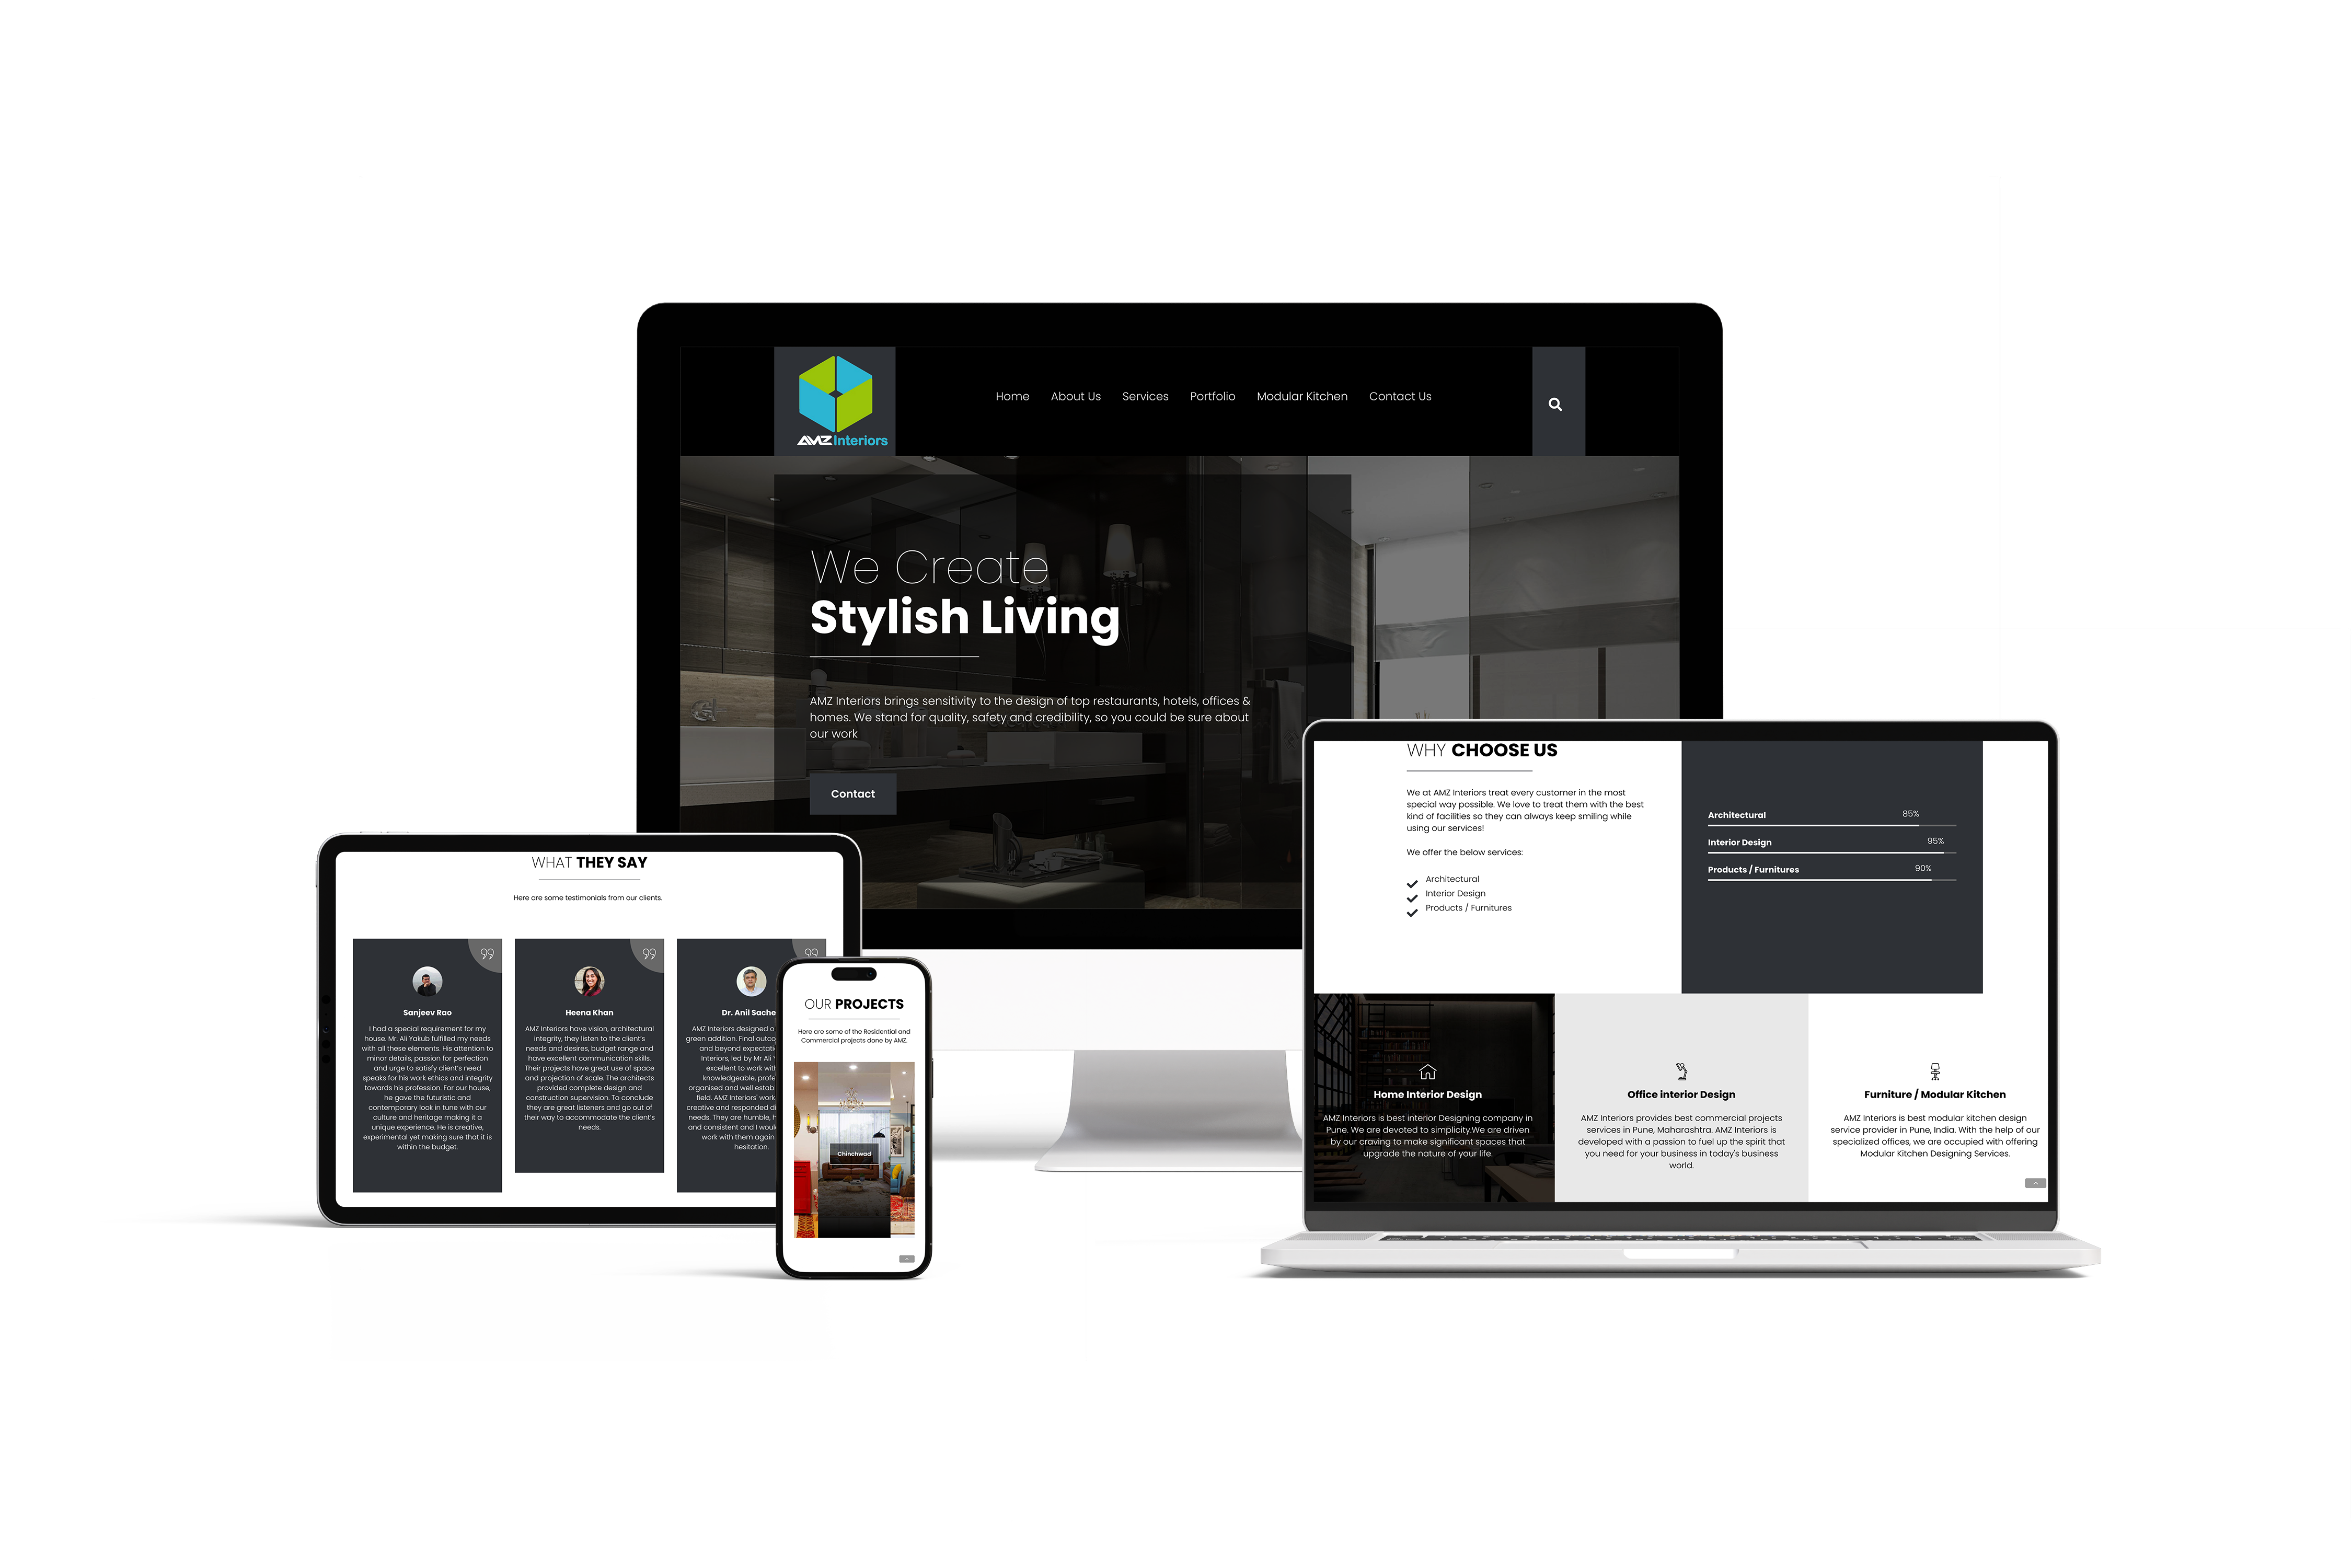 AMZ Interiors
Home About Us Services Portfolio Modular Kitchen Contact Us
We Create
Stylish Living
AMZ Interiors brings sensitivity to the design of top restaurants, hotels, offices &
homes. We stand for quality, safety and credibility, so you could be sure about
our work
Contact
WHAT THEY SAY
Here are some testimonials from our clients.
Sanjeev Rao
I had a special requirement for my
house. Mr. Ali Yakub fulfilled my needs
with all these elements. His attention to
minor details, passion for perfection
and urge to satisfy client's need
speaks for his work ethics and integrity
towards his profession. For our house,
he gave the futuristic and
contemporary look in tune with our
culture and heritage making it a
unique experience. He is creative,
experimental yet making sure that it is
within the budget.
Heena Khan
AMZ Interiors have vision, architectural
integrity, they listen to the client's
needs and desires, budget range and
have excellent communication skills.
Their projects have great use of space
and projection of scale. The architects
provided complete design and
construction supervision. To conclude
they are great listeners and go out of
their way to accommodate the client's
needs.
Dr. Anil Sache
AMZ Interiors designed o
green addition. Final outco
and beyond expectati
Interiors, led by Mr Ali
excellent to work wit
knowledgeable, profe
organised and well estab
field. AMZ Interiors' work
creative and responded di
needs. They are humble, h
and consistent and I woul
work with them again
hesitation.
OUR PROJECTS
Here are some of the Residential and
Commercial projects done by AMZ.
Chinchwad
WHY CHOOSE US
We at AMZ Interiors treat every customer in the most
special way possible. We love to treat them with the best
kind of facilities so they can always keep smiling while
using our services!
We offer the below services:
Architectural
Interior Design
Products / Furnitures
Architectural 85%
Interior Design 95%
Products / Furnitures 90%
Home Interior Design
AMZ Interiors is best interior Designing company in
Pune. We are devoted to simplicity.We are driven
by our craving to make significant spaces that
upgrade the nature of your life.
Office interior Design
AMZ Interiors provides best commercial projects
services in Pune, Maharashtra. AMZ Interiors is
developed with a passion to fuel up the spirit that
you need for your business in today's business
world.
Furniture / Modular Kitchen
AMZ Interiors is best modular kitchen design
service provider in Pune, India. With the help of our
specialized offices, we are occupied with offering
Modular Kitchen Designing Services.